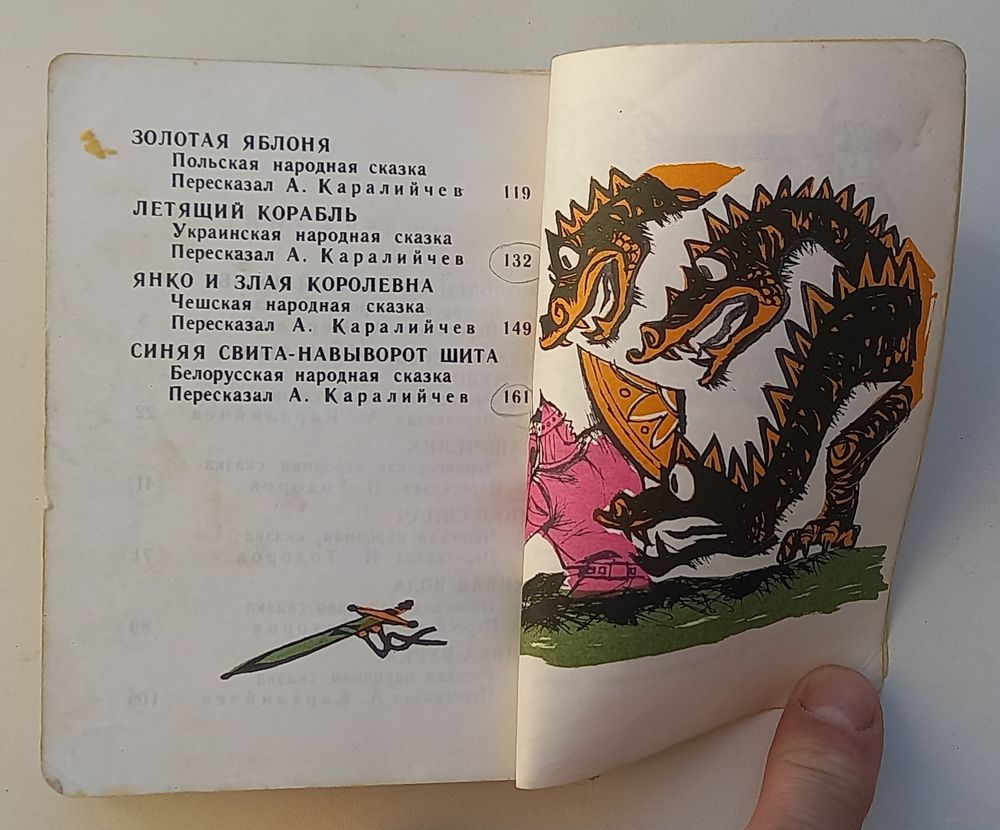 ЗОЛОТАЯ ЯБЛОНЯ
Польская народная сказка
Пересказал А. Каралийчев 119
ЛЕТЯЩИЙ КОРАБЛЬ
Украинская народная сказка
Пересказал А. Каралийчев 132
ЯНКО И ЗЛАЯ КОРОЛЕВНА
Чешская народная сказка
Пересказал А. Каралийчев 149
СИНЯЯ СВИТА-НАВЫВОРОТ ШИТА
Белорусская народная сказка
Пересказал А. Каралийчев 161